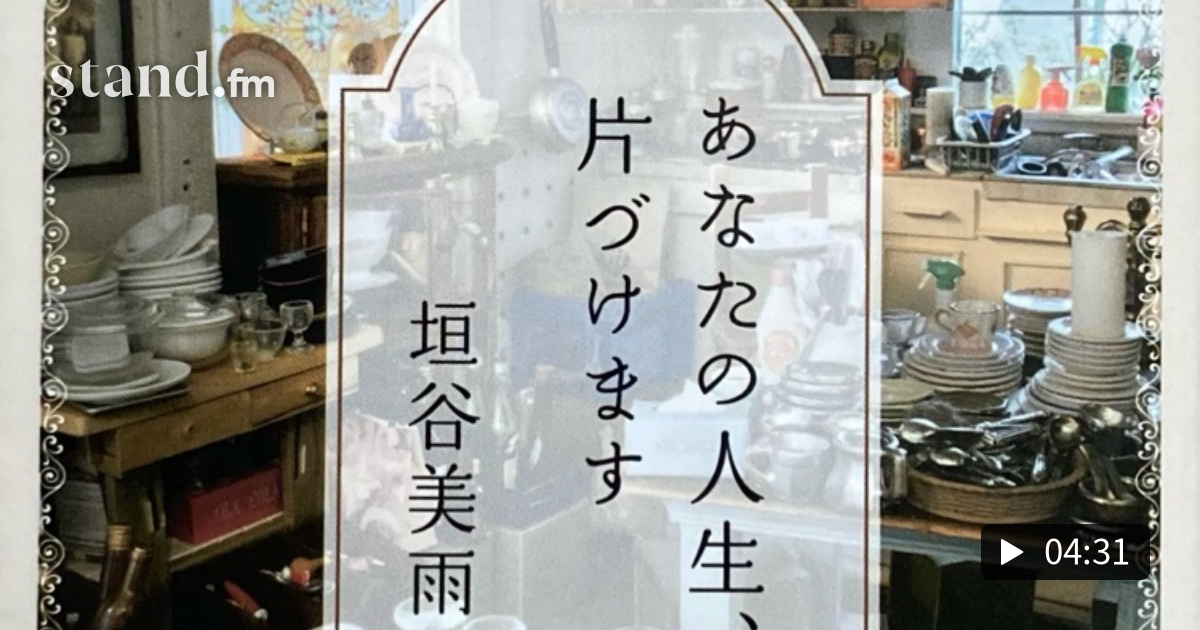 stand.fm
あなたの人生、
片づけます
垣谷美雨
04:31